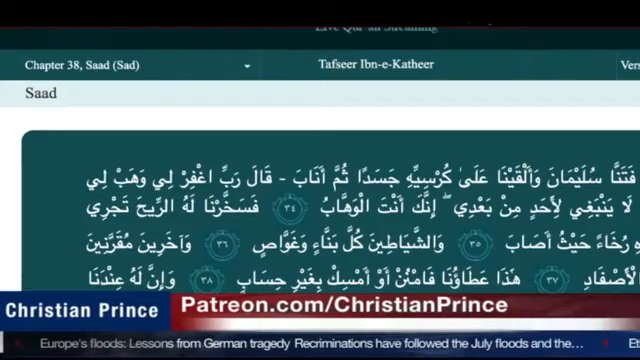 Live Qur'an Streaming
Chapter 38, Saad (Sad) Tafseer Ibn-e-Katheer Vers
Saad
فَتَنَّا سُلَيْمَانَ وَأَلْقَيْنَا عَلَىٰ كُرْسِيِّهِ جَسَدًا ثُمَّ أَنَابَ - قَالَ رَبِّ اغْفِرْ لِي وَهَبْ لِي
لَا يَنْبَغِي لِأَحَدٍ مِنْ بَعْدِي ۖ إِنَّكَ أَنْتَ الْوَهَّابُ ٣٤ فَسَخَّرْنَا لَهُ الرِّيحَ تَجْرِي
رُخَاءً حَيْثُ أَصَابَ ٣٥ وَالشَّيَاطِينَ كُلَّ بَنَّاءٍ وَغَوَّاصٍ ٣٦ وَآخَرِينَ مُقَرَّنِينَ
الْأَصْفَادِ ٣٧ هَٰذَا عَطَاؤُنَا فَامْنُنْ أَوْ أَمْسِكْ بِغَيْرِ حِسَابٍ ٣٨ وَإِنَّ لَهُ عِنْدَنَا
Christian Prince Patreon.com/ChristianPrince
Europe's floods: Lessons from German tragedy Recriminations have followed the July floods and the…